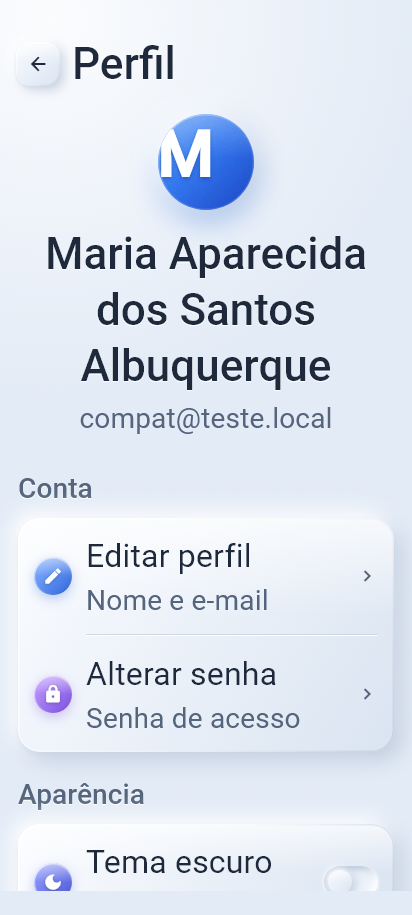 Perfil
M
Maria Aparecida
dos Santos
Albuquerque
compat@teste.local
Conta
Editar perfil
Nome e e-mail
Alterar senha
Senha de acesso
Aparência
Tema escuro